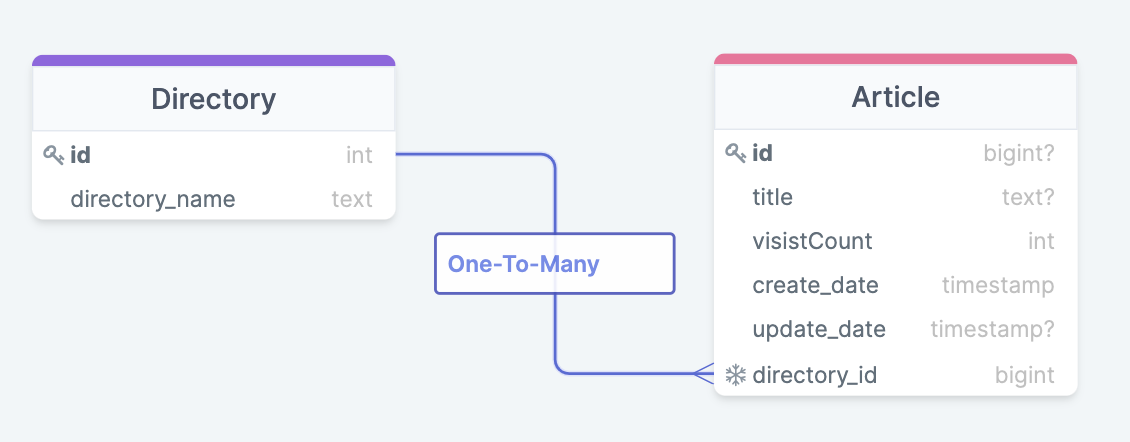 Directory
id int
directory_name text
One-To-Many
Article
id bigint?
title text?
visistCount int
create_date timestamp
update_date timestamp?
directory_id bigint